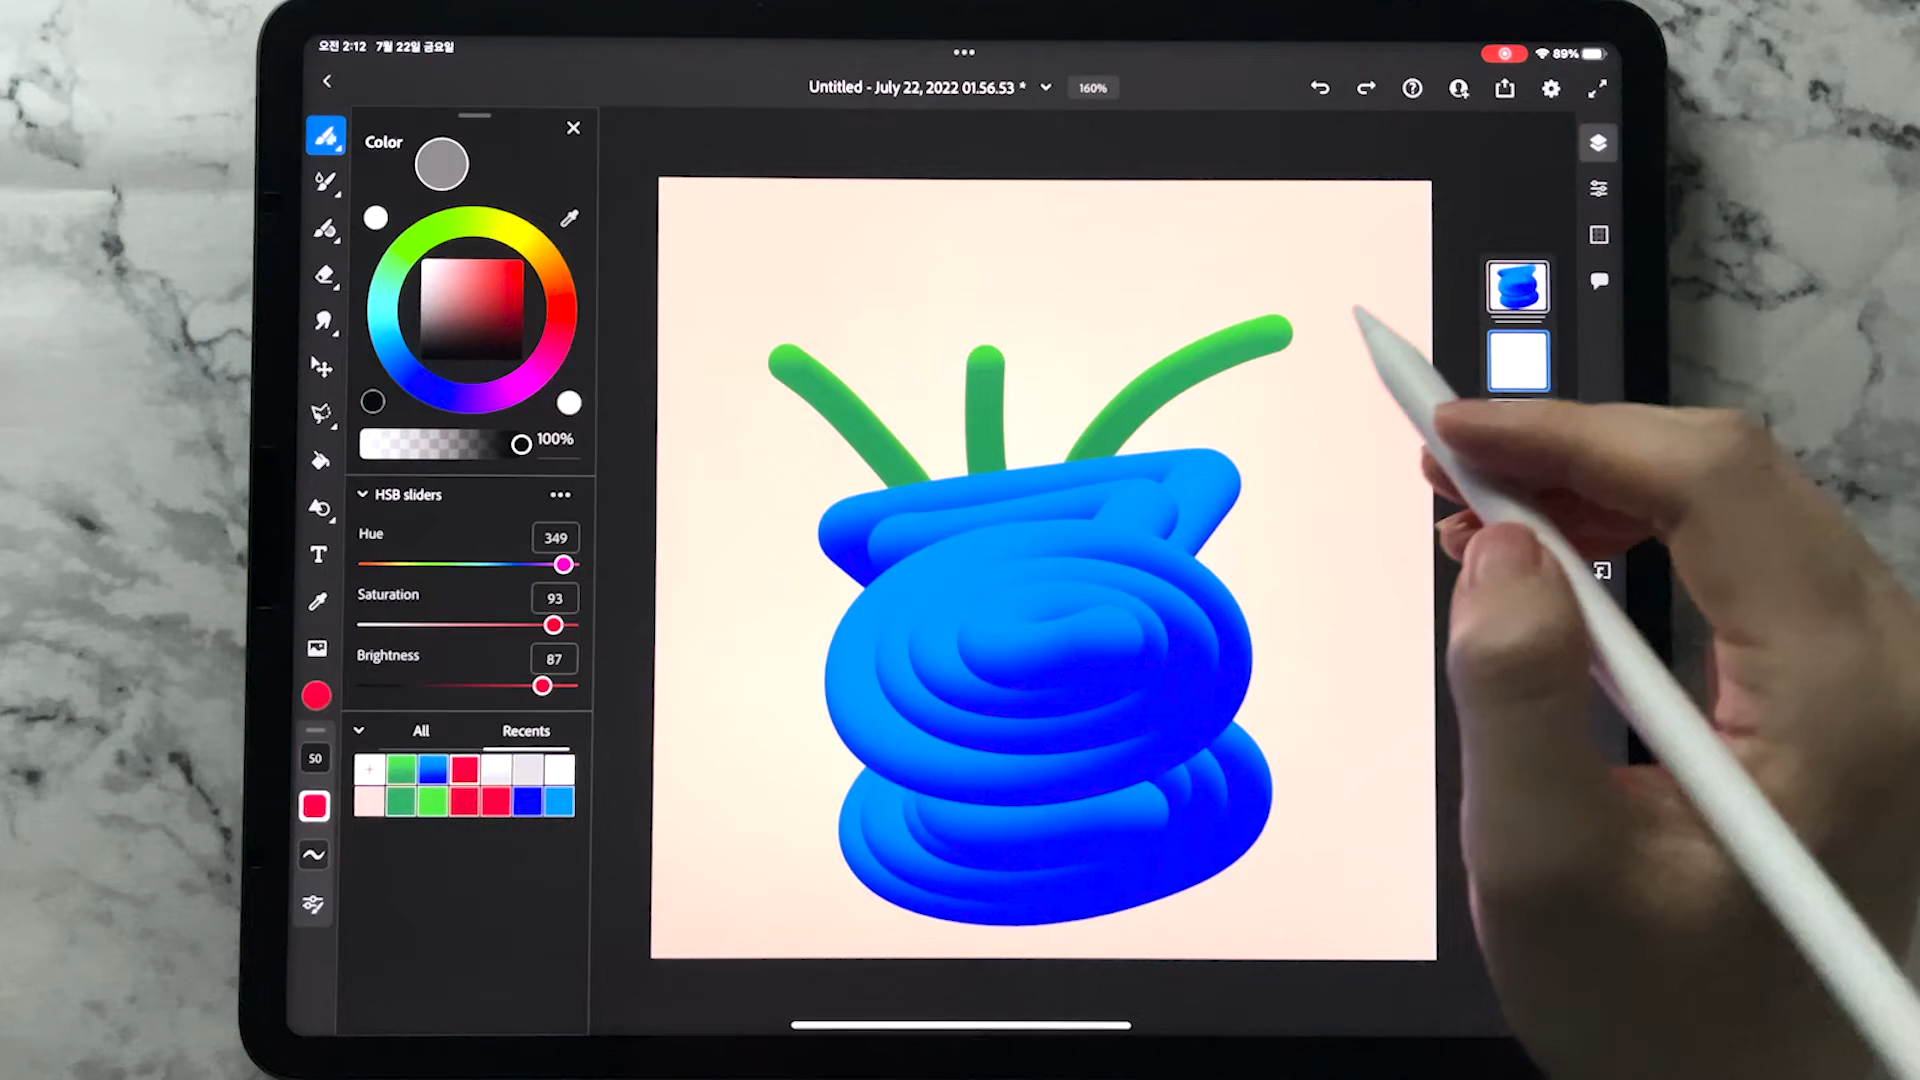 오전 2:12 7월 22일 금요일
89%
Untitled - July 22, 2022 01.56.53 *
160%
Color
100%
HSB sliders
Hue
349
Saturation
93
Brightness
87
All
Recents
T
50